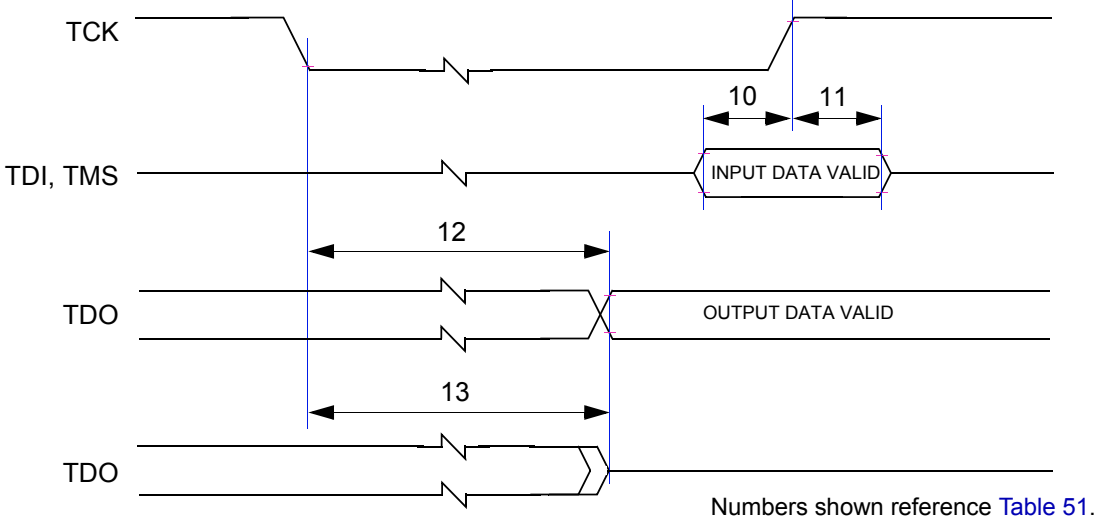 TCK
10
11
TDI, TMS
INPUT DATA VALID
12
TDO
OUTPUT DATA VALID
13
TDO
Numbers shown reference Table 51.